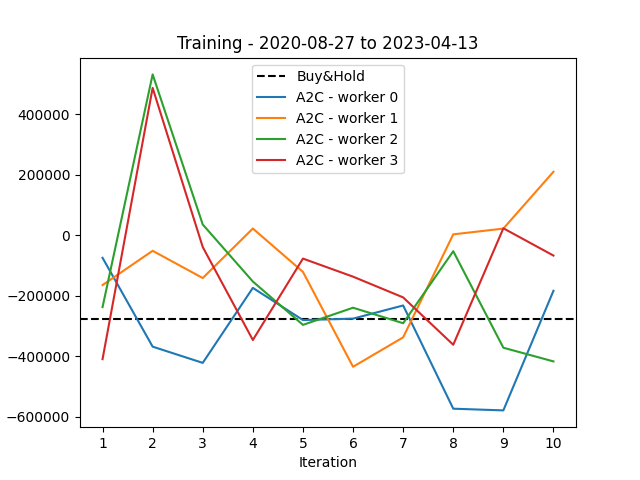 Training - 2020-08-27 to 2023-04-13
Buy&Hold
A2C - worker 0
A2C - worker 1
A2C - worker 2
A2C - worker 3
400000
200000
0
−200000
−400000
−600000
1 2 3 4 5 6 7 8 9 10
Iteration